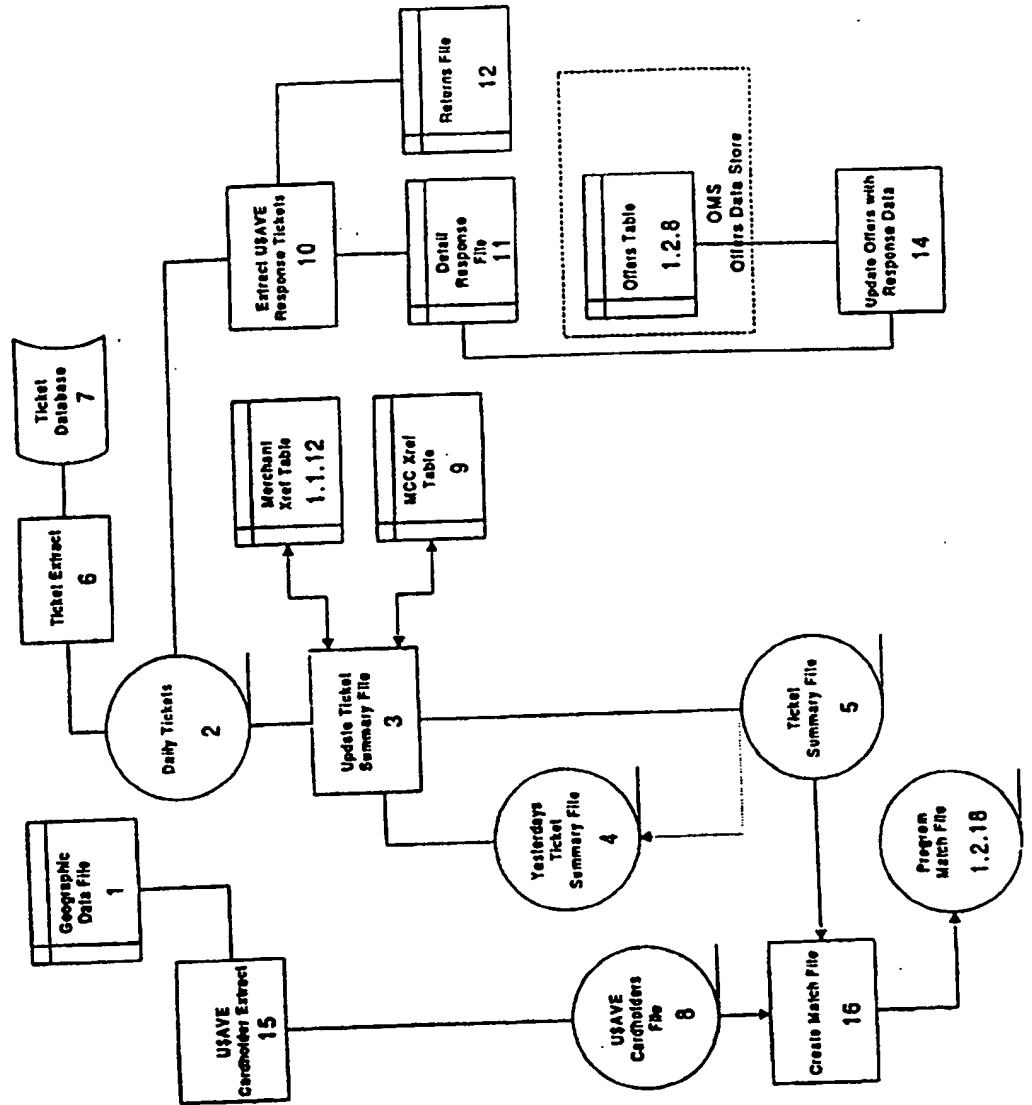 Geographic
Data File
1
U$AVE
Cardholder Extract
15
U$AVE
Cardholders
File
8
Create Match File
16
Program
Match File
1.2.18
Ticket
Database
7
Ticket Extract
6
Daily Tickets
2
Update Ticket
Summary File
3
Yesterdays
Ticket
Summary File
4
Ticket
Summary File
5
Merchant
Xref Table
1.1.12
MCC Xref
Table
9
Extract U$AVE
Response Tickets
10
Detail
Response
File
11
Returns File
12
Offers Table
1.2.8
OMS
Offers Data Store
Update Offers with
Response Data
14